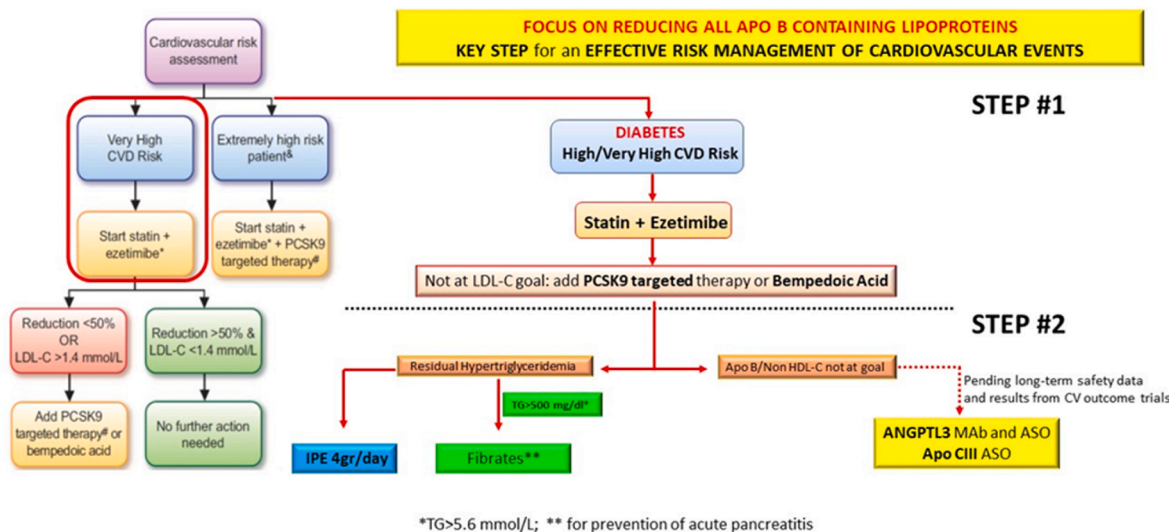 FOCUS ON REDUCING ALL APO B CONTAINING LIPOPROTEINS
KEY STEP for an EFFECTIVE RISK MANAGEMENT OF CARDIOVASCULAR EVENTS
Cardiovascular risk
assessment
STEP #1
Very High
CVD Risk
Extremely high risk
patient&
DIABETES
High/Very High CVD Risk
Start statin +
ezetimibe*
Start statin +
ezetimibe* + PCSK9
targeted therapy#
Statin + Ezetimibe
Not at LDL-C goal: add PCSK9 targeted therapy or Bempedoic Acid
STEP #2
Reduction <50%
OR
LDL-C >1.4 mmol/L
Reduction >50% &
LDL-C <1.4 mmol/L
Residual Hypertriglyceridemia
Apo B/Non HDL-C not at goal
Pending long-term safety data
and results from CV outcome trials
TG>500 mg/dl*
Add PCSK9
targeted therapy# or
bempedoic acid
No further action
needed
IPE 4gr/day
Fibrates**
ANGPTL3 MAb and ASO
Apo CIII ASO
*TG>5.6 mmol/L; ** for prevention of acute pancreatitis